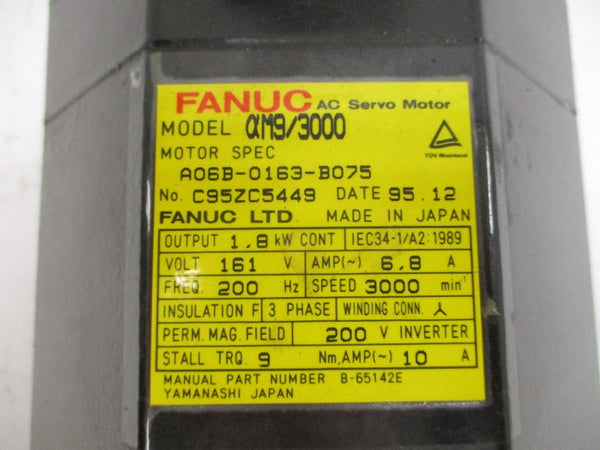 FANUC AC Servo Motor
MODEL αM9/3000
MOTOR SPEC
A06B-0163-B075
TÜV Rheinland
No. C95ZC5449 DATE 95.12
FANUC LTD MADE IN JAPAN
OUTPUT 1.8 kW CONT IEC34-1/A2:1989
VOLT 161 V AMP(~) 6.8 A
FREQ. 200 Hz SPEED 3000 min⁻¹
INSULATION F 3 PHASE WINDING CONN. ⅄
PERM. MAG. FIELD 200 V INVERTER
STALL TRQ. 9 Nm, AMP(~) 10 A
MANUAL PART NUMBER B-65142E
YAMANASHI JAPAN